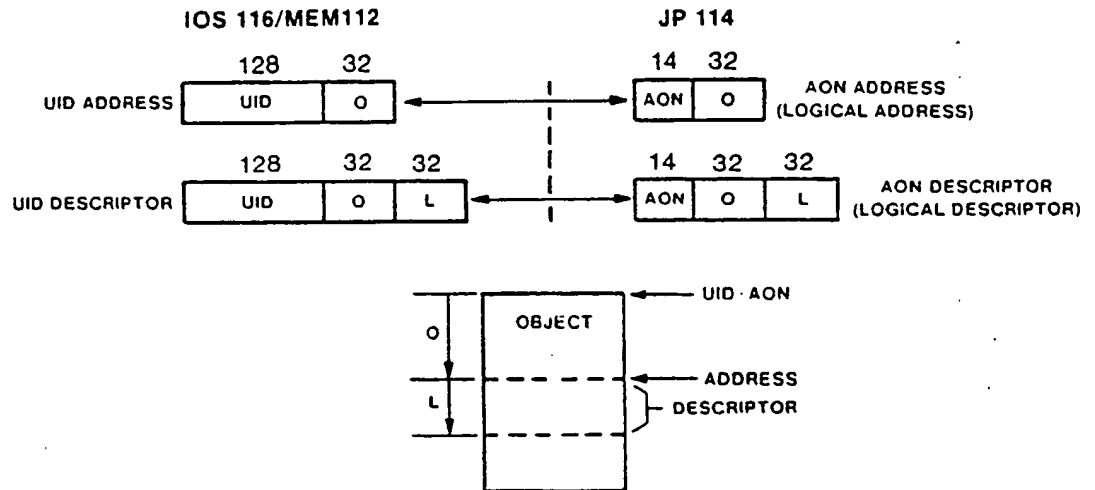 IOS 116/MEM112 JP 114
128 32 14 32
UID ADDRESS UID O AON O AON ADDRESS
(LOGICAL ADDRESS)
128 32 32 14 32 32
UID DESCRIPTOR UID O L AON O L AON DESCRIPTOR
(LOGICAL DESCRIPTOR)
UID·AON
OBJECT
O
ADDRESS
L
DESCRIPTOR